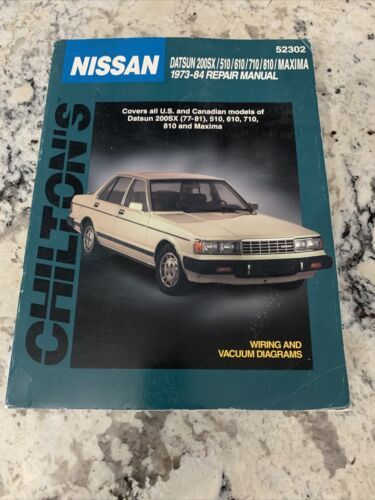 52302
NISSAN
DATSUN 200SX/510/610/710/810/MAXIMA
1973-84 REPAIR MANUAL
Covers all U.S. and Canadian models of
Datsun 200SX (77-81), 510, 610, 710,
810 and Maxima
CHILTON'S
WIRING AND
VACUUM DIAGRAMS